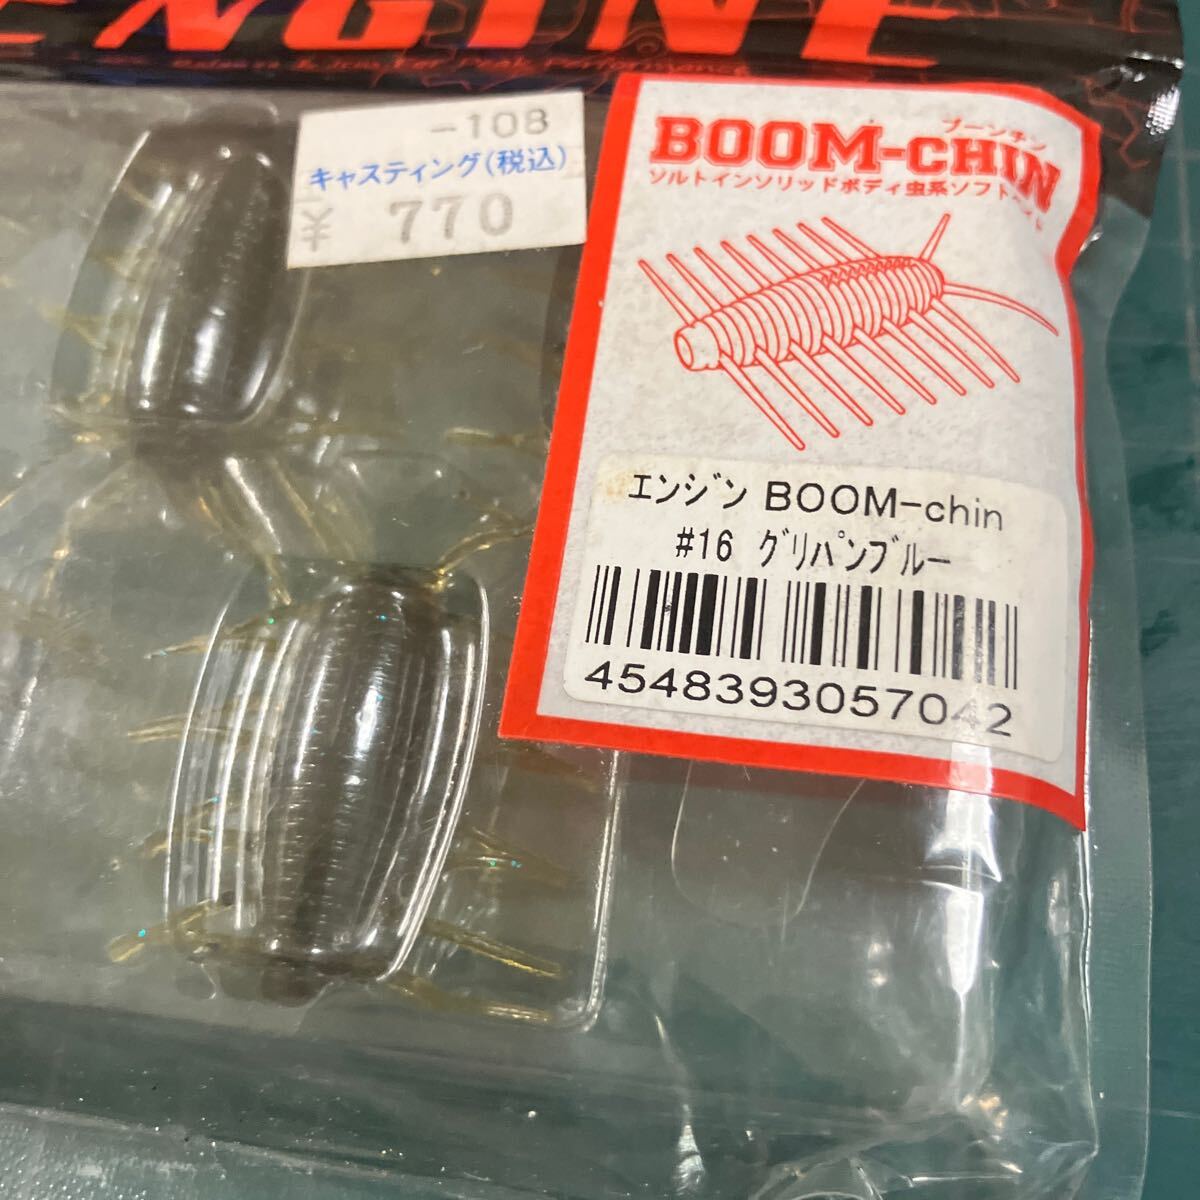 ENGINE
-108
キャスティング(税込)
¥ 770
ブーンチン
BOOM-CHIN
ソルトインソリッドボディ虫系ソフトベイト
エンジン BOOM-chin
#16 グリパンブルー
4548393057042